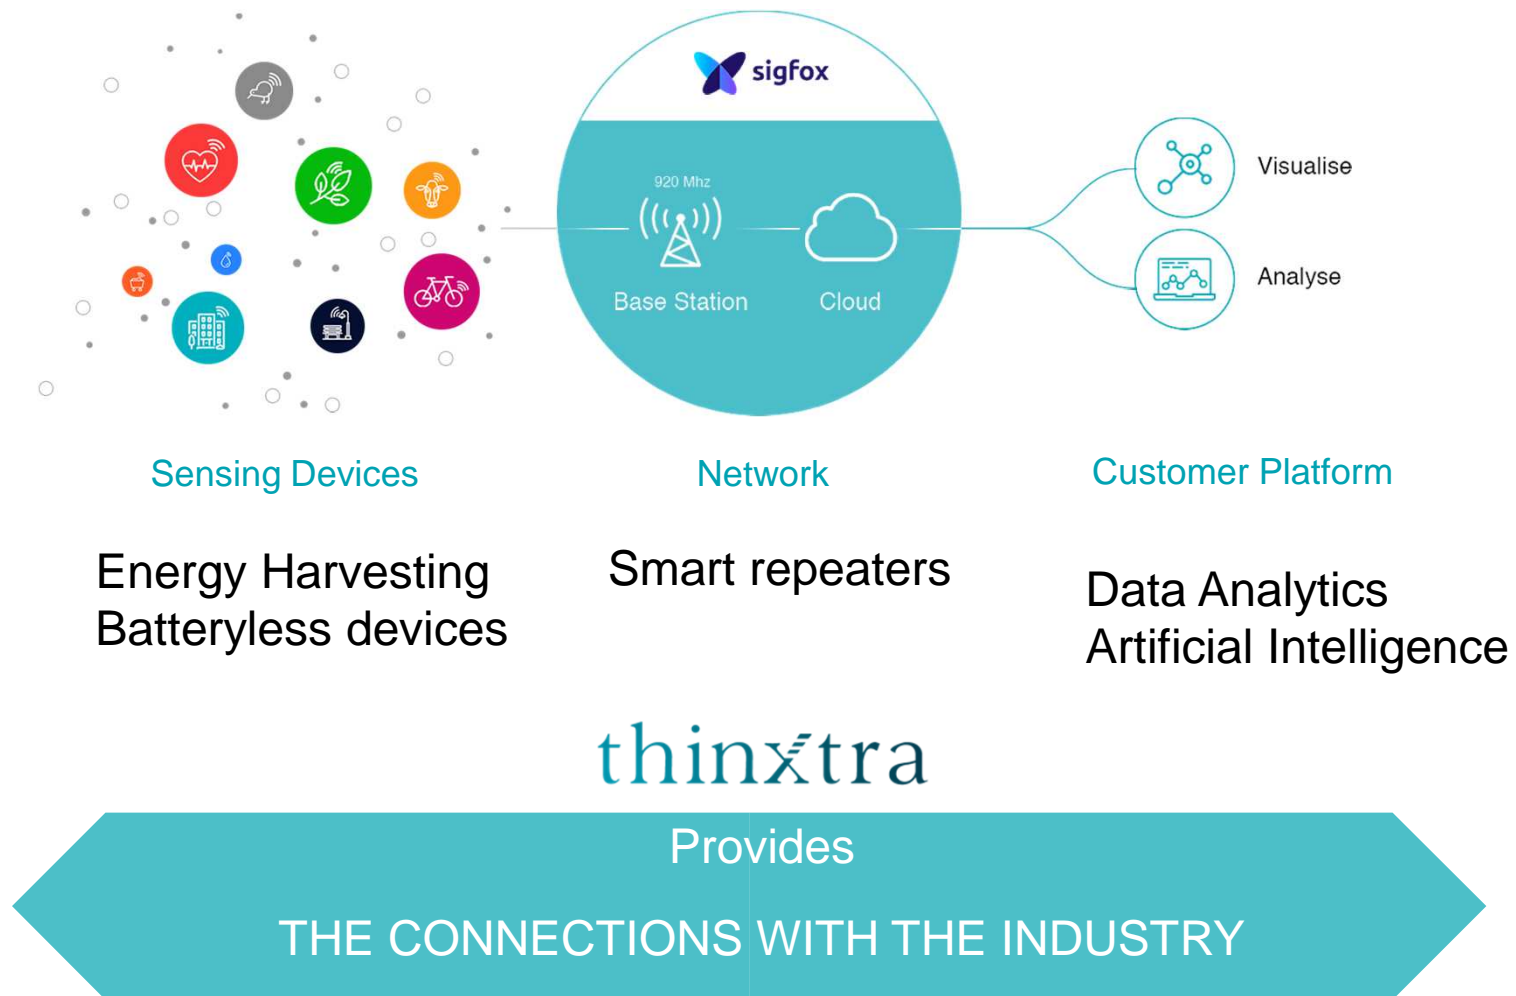 sigfox
920 Mhz
Base Station
Cloud
Visualise
Analyse
Sensing Devices
Network
Customer Platform
Energy Harvesting
Batteryless devices
Smart repeaters
Data Analytics
Artificial Intelligence
thinxtra
Provides
THE CONNECTIONS WITH THE INDUSTRY